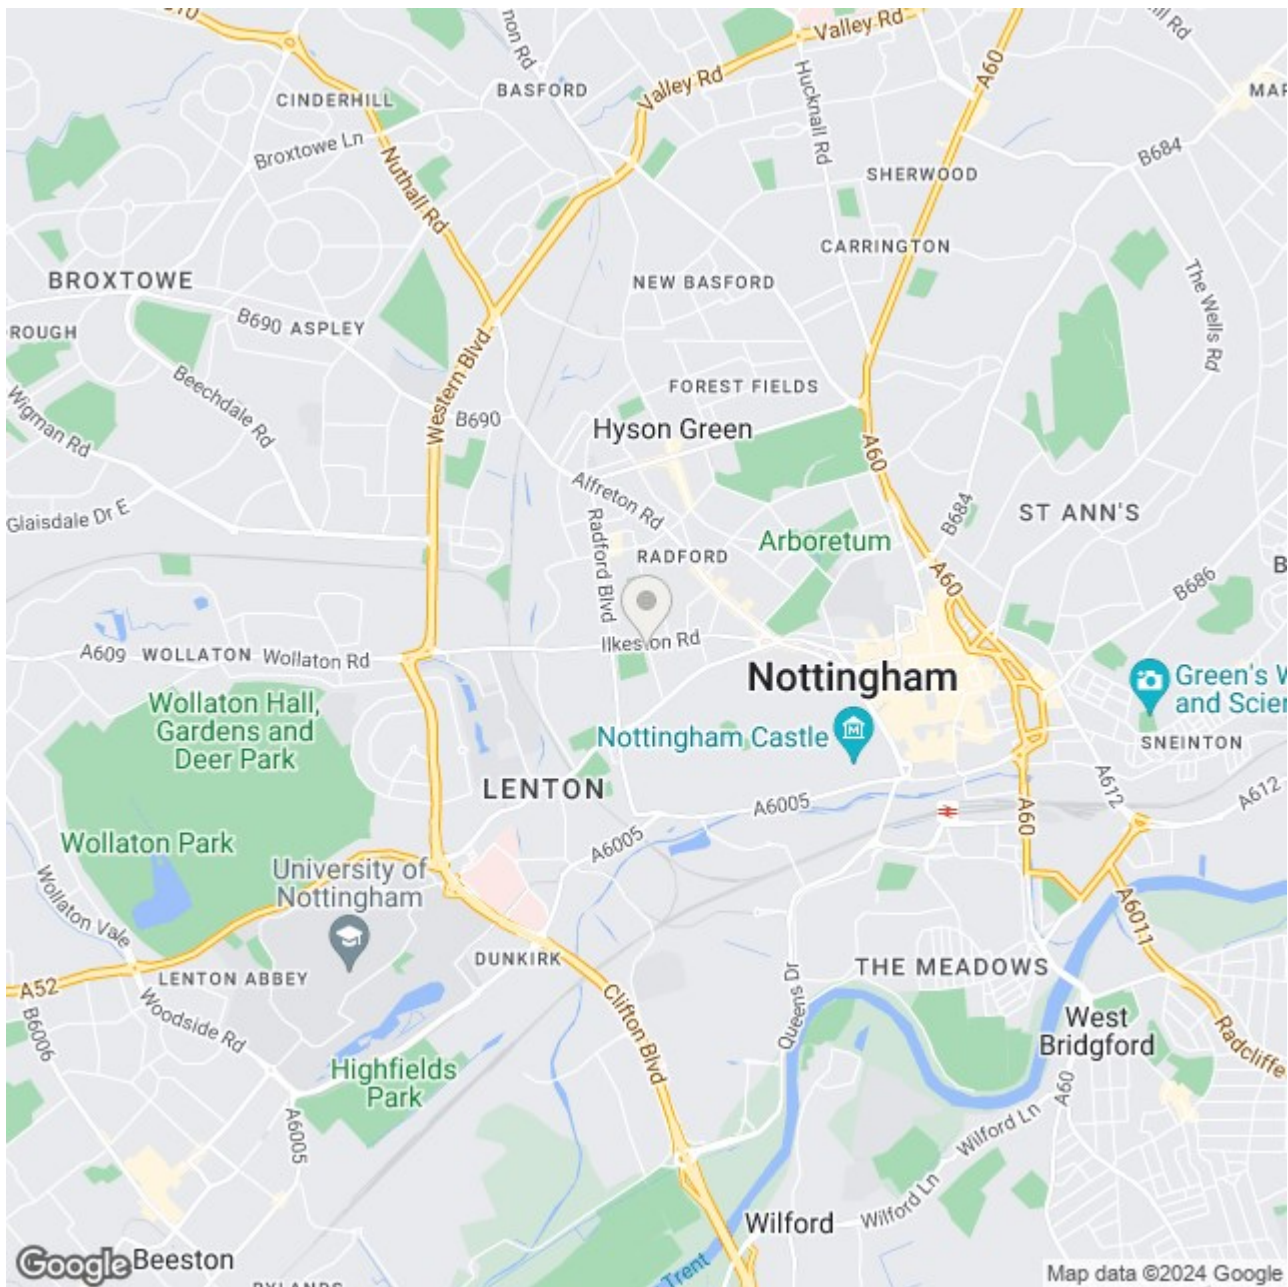 Valley Rd
A60
CINDERHILL
BASFORD
Valley Rd
Hucknall Rd
Broxtowe Ln
B684
SHERWOOD
Nuthall Rd
CARRINGTON
BROXTOWE
NEW BASFORD
The Wells Rd
B690
ASPLEY
Western Blvd
FOREST FIELDS
Beechdale Rd
Wigman Rd
B690
Hyson Green
A60
Alfreton Rd
Glaisdale Dr E
Radford Blvd
B684
ST ANN'S
RADFORD
Arboretum
A60
B686
Ilkeston Rd
A609
WOLLATON
Wollaton Rd
Nottingham
Green's W
and Scien
Wollaton Hall,
Gardens and
Deer Park
Nottingham Castle
SNEINTON
LENTON
A6005
A612
A612
A60
A6005
Wollaton Park
University of
Nottingham
Wollaton Vale
A6011
DUNKIRK
THE MEADOWS
A52
LENTON ABBEY
Queens Dr
Clifton Blvd
B6006
Woodside Rd
West
Bridgford
Radcliffe
Highfields
Park
A60
A6005
Wilford Ln
Wilford Ln
Wilford
Google
Beeston
Trent
Map data ©2024 Google